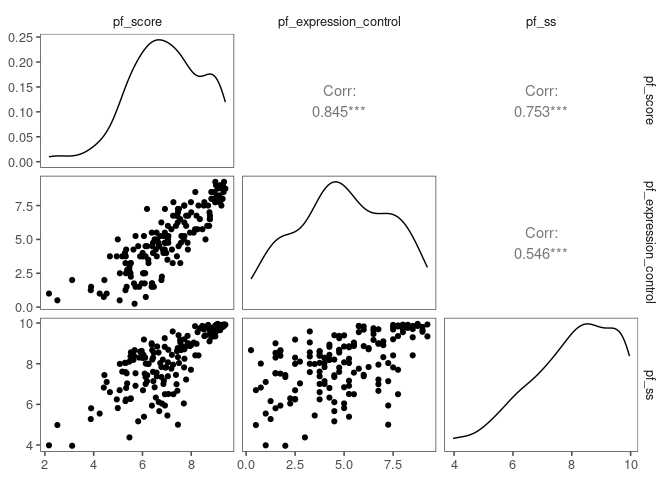 pf_score pf_expression_control pf_ss
0.25
0.20
0.15
0.10
0.05
0.00
Corr:
0.845***
Corr:
0.753***
pf_score
7.5
5.0
2.5
0.0
Corr:
0.546***
pf_expression_control
10
8
6
4
pf_ss
2 4 6 8 0.0 2.5 5.0 7.5 4 6 8 10